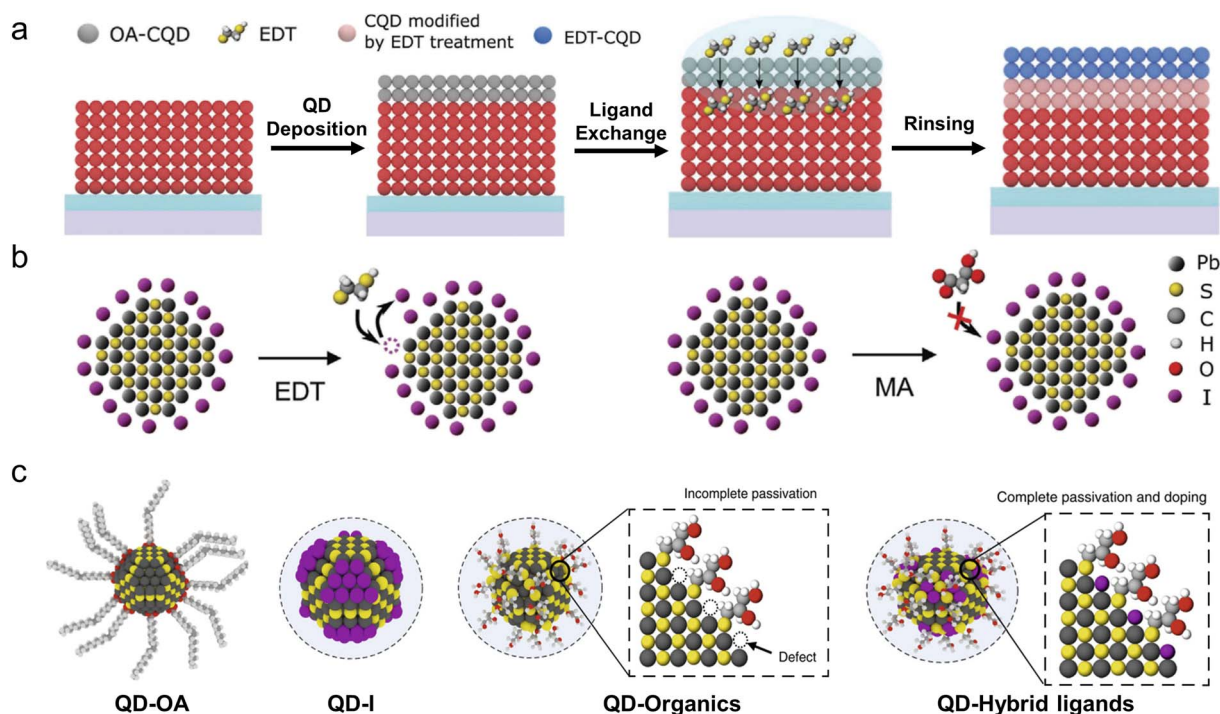 a
OA-CQD
EDT
CQD modified
by EDT treatment
EDT-CQD
QD
Deposition
Ligand
Exchange
Rinsing
b
EDT
MA
Pb
S
C
H
O
I
c
Incomplete passivation
Defect
Complete passivation and doping
QD-OA
QD-I
QD-Organics
QD-Hybrid ligands